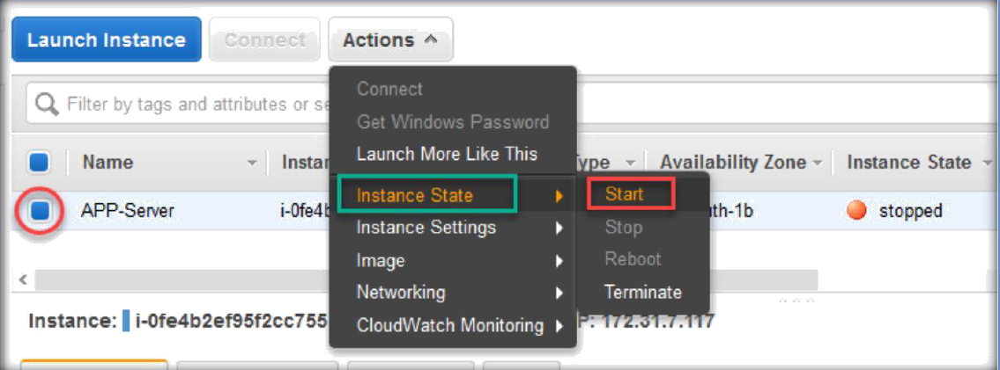 Launch Instance Connect Actions
Connect
Filter by tags and attributes or se
Get Windows Password
Launch More Like This
Name Instan Type Availability Zone Instance State
Instance State Start
APP-Server i-0fe4b th-1b stopped
Instance Settings Stop
Image Reboot
Networking Terminate
Instance: i-0fe4b2ef95f2cc755 P: 172.31.7.117
CloudWatch Monitoring